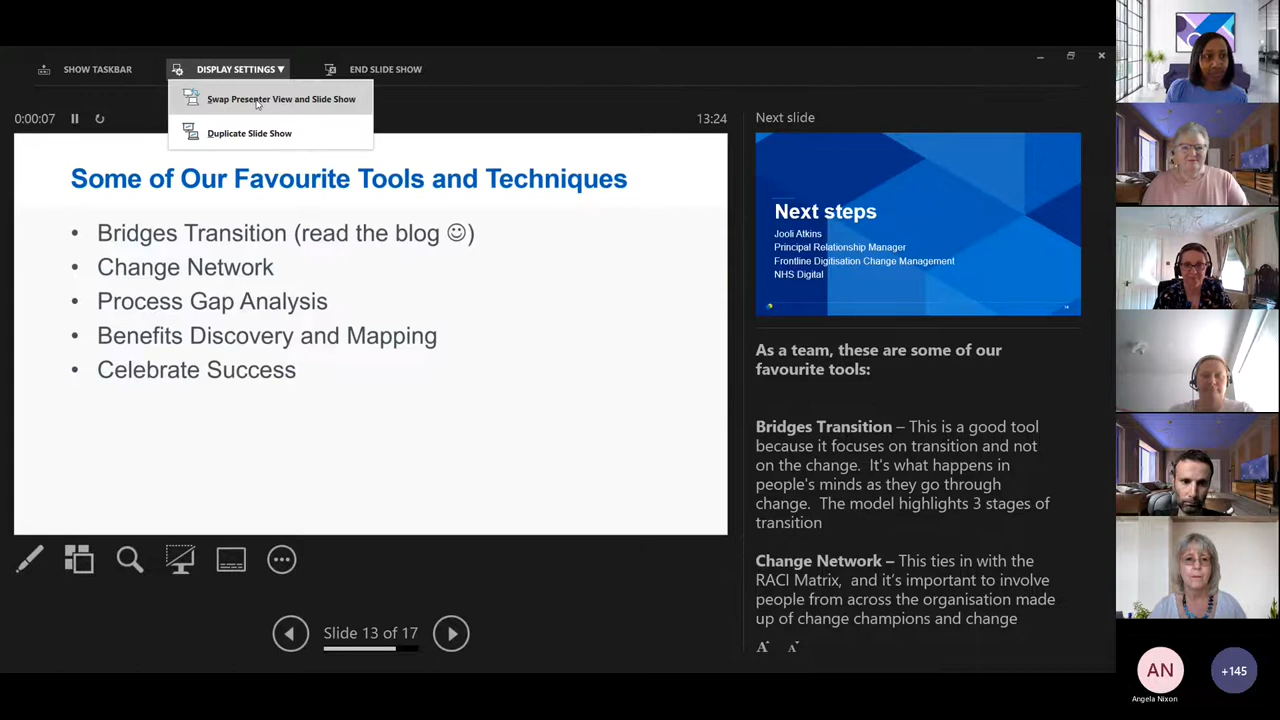 SHOW TASKBAR
DISPLAY SETTINGS ▼
END SLIDE SHOW
Swap Presenter View and Slide Show
Duplicate Slide Show
0:00:07
13:24
Some of Our Favourite Tools and Techniques
• Bridges Transition (read the blog ☺)
• Change Network
• Process Gap Analysis
• Benefits Discovery and Mapping
• Celebrate Success
Slide 13 of 17
Next slide
Next steps
Jooli Atkins
Principal Relationship Manager
Frontline Digitisation Change Management
NHS Digital
As a team, these are some of our
favourite tools:
Bridges Transition – This is a good tool
because it focuses on transition and not
on the change.  It's what happens in
people's minds as they go through
change.  The model highlights 3 stages of
transition
Change Network – This ties in with the
RACI Matrix,  and it's important to involve
people from across the organisation made
up of change champions and change
A A
AN
Angela Nixon
+145